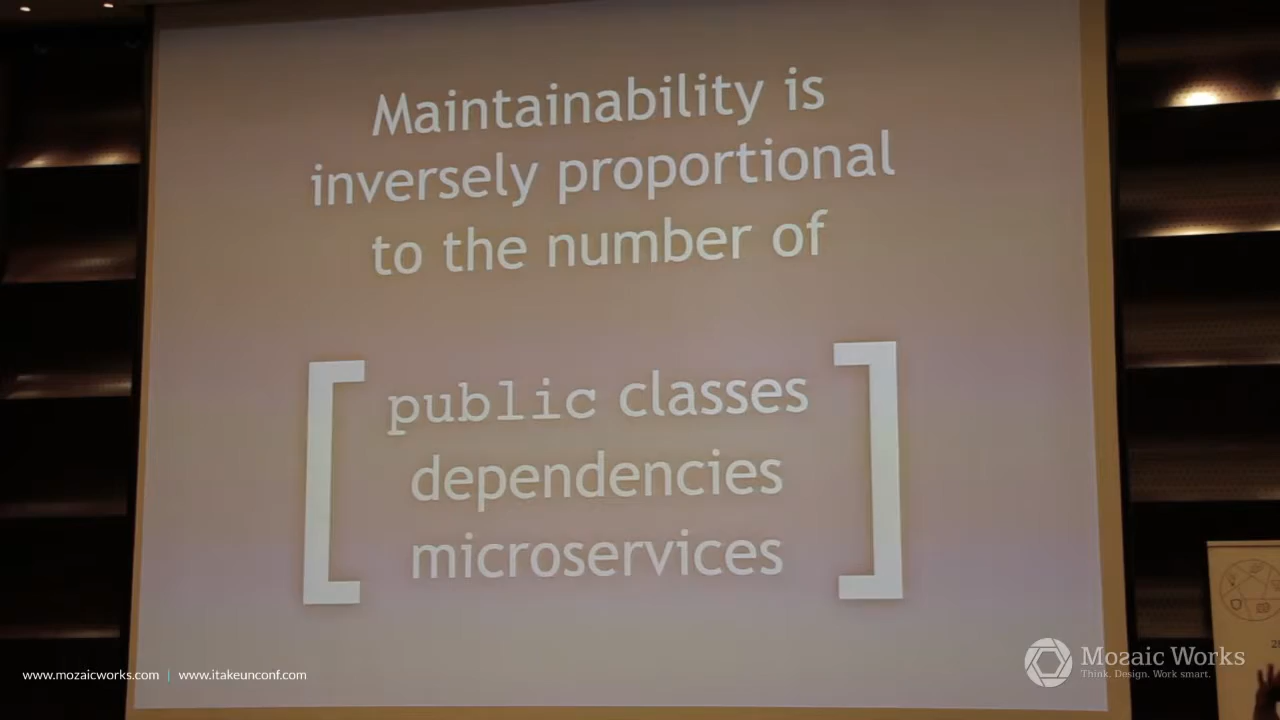 Maintainability is
inversely proportional
to the number of
public classes
dependencies
microservices
www.mozaicworks.com | www.itakeunconf.com
Mozaic Works
Think. Design. Work smart.